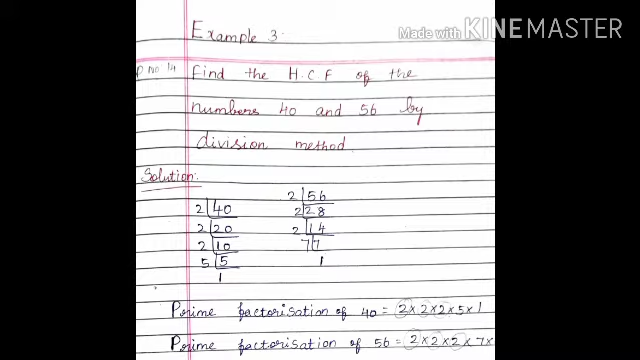 Made with KINEMASTER
Example 3.
P NO 14 Find the H.C F of the
numbers 40 and 56 by
division method.
Solution
2 | 40
2 | 20
2 | 10
5 | 5
1
2 | 56
2 | 28
2 | 14
7 | 7
1
Prime factorisation of 40 = 2 × 2 × 2 × 5 × 1
Prime factorisation of 56 = 2 × 2 × 2 × 7 ×